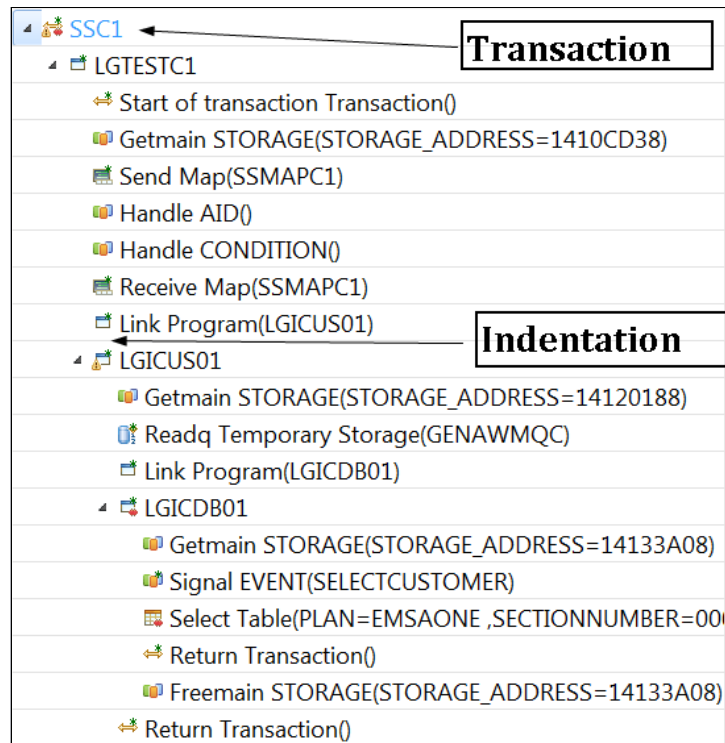 SSC1
Transaction
LGTESTC1
Start of transaction Transaction()
Getmain STORAGE(STORAGE_ADDRESS=1410CD38)
Send Map(SSMAPC1)
Handle AID()
Handle CONDITION()
Receive Map(SSMAPC1)
Link Program(LGICUS01)
Indentation
LGICUS01
Getmain STORAGE(STORAGE_ADDRESS=14120188)
Readq Temporary Storage(GENAWMQC)
Link Program(LGICDB01)
LGICDB01
Getmain STORAGE(STORAGE_ADDRESS=14133A08)
Signal EVENT(SELECTCUSTOMER)
Select Table(PLAN=EMSAONE ,SECTIONNUMBER=00
Return Transaction()
Freemain STORAGE(STORAGE_ADDRESS=14133A08)
Return Transaction()